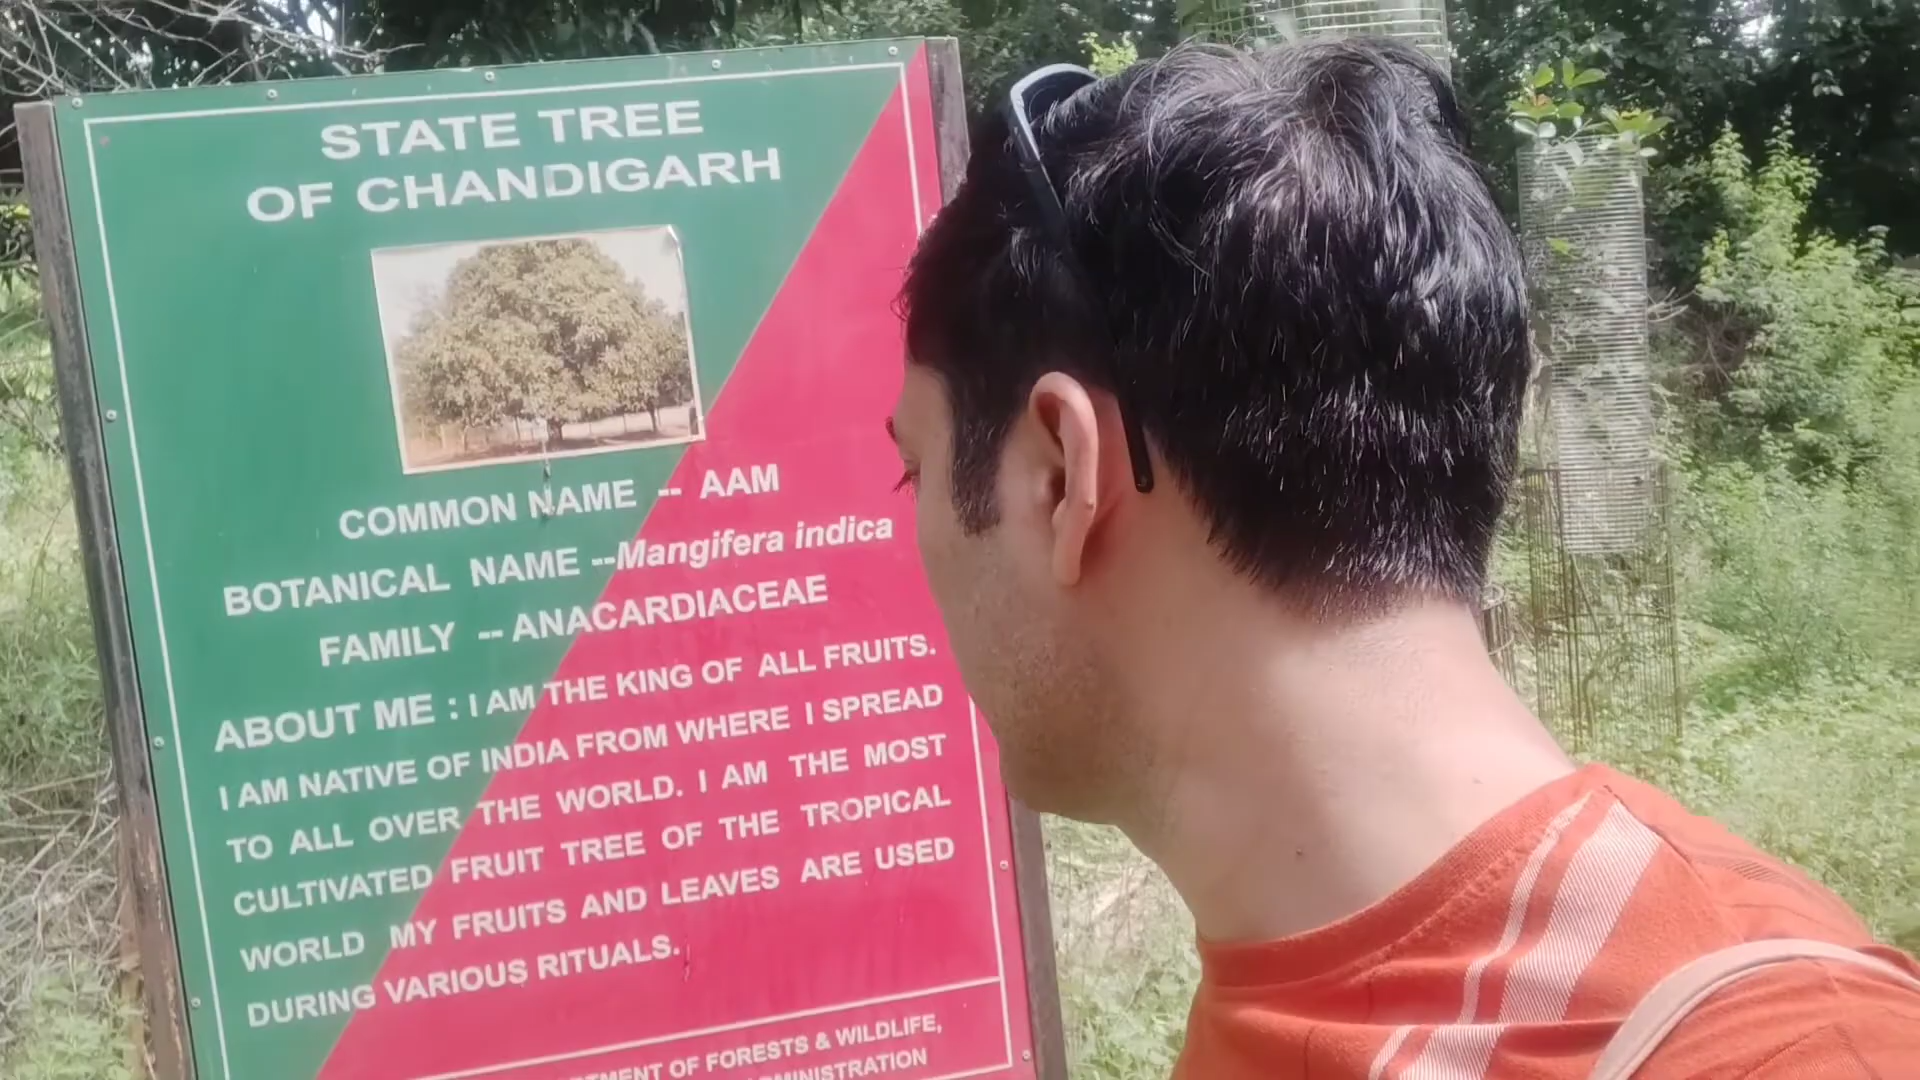 STATE TREE
OF CHANDIGARH
COMMON NAME -- AAM
BOTANICAL NAME --Mangifera indica
FAMILY -- ANACARDIACEAE
ABOUT ME : I AM THE KING OF ALL FRUITS.
I AM NATIVE OF INDIA FROM WHERE I SPREAD
TO ALL OVER THE WORLD. I AM THE MOST
CULTIVATED FRUIT TREE OF THE TROPICAL
WORLD MY FRUITS AND LEAVES ARE USED
DURING VARIOUS RITUALS.
OF FORESTS & WILDLIFE,